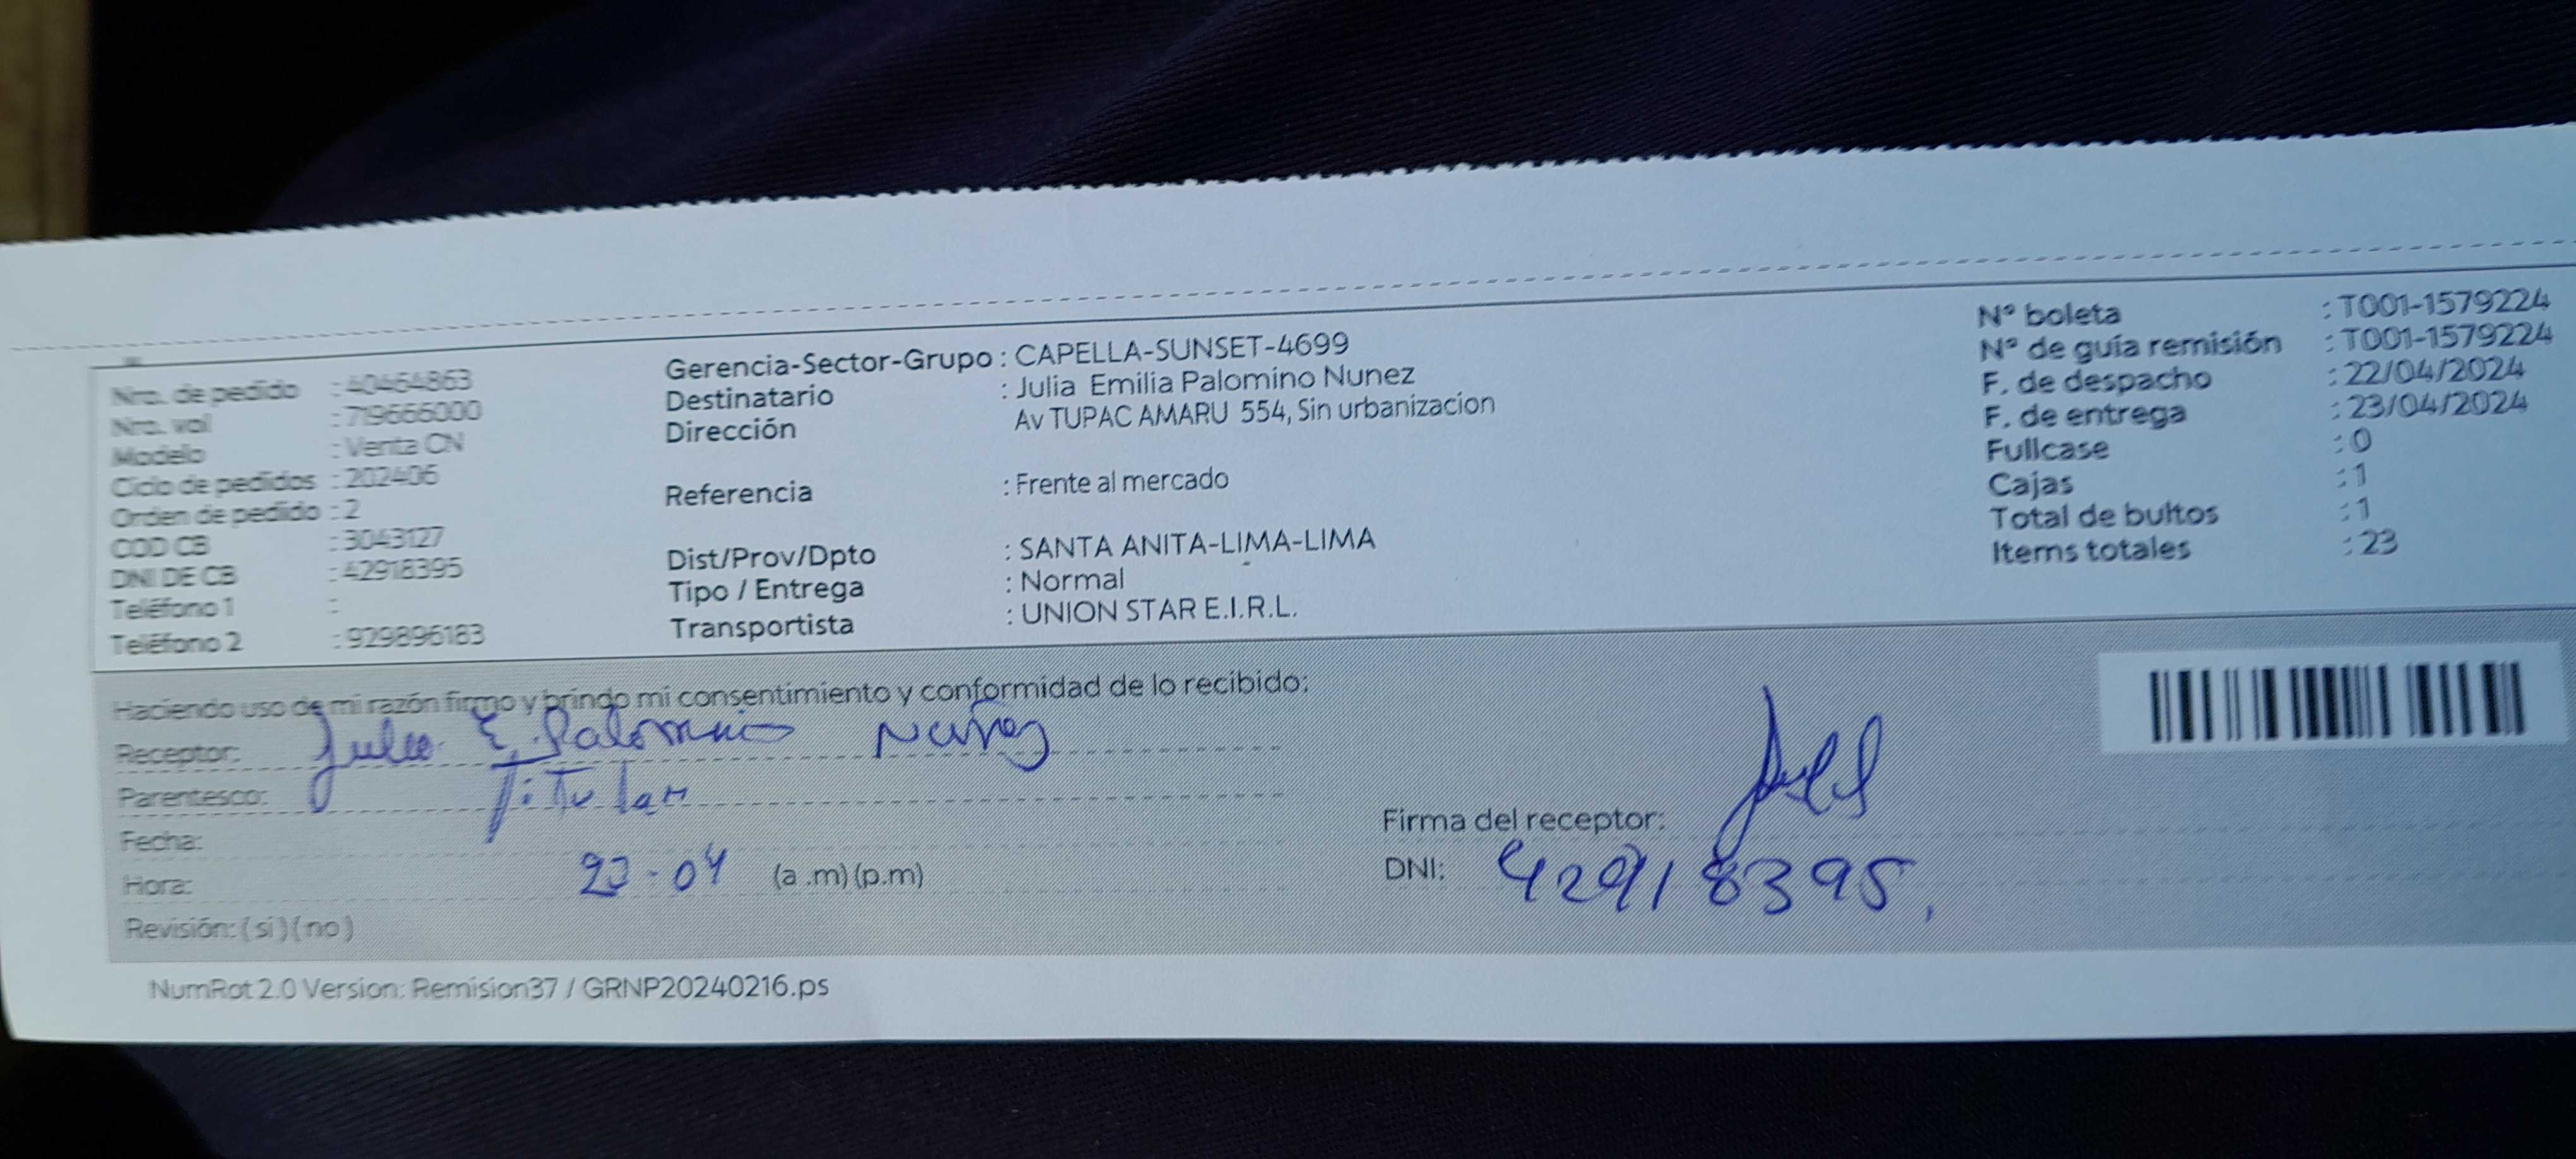 Nro. de pedido : 40464863
Nro. val : 719666000
Modelo : Venta CN
Ciclo de pedidos : 202406
Orden de pedido : 2
COD CB : 3043127
DNI DE CB : 42918395
Teléfono 1 :
Teléfono 2 : 929896183
Gerencia-Sector-Grupo : CAPELLA-SUNSET-4699
Destinatario : Julia Emilia Palomino Nunez
Dirección Av TUPAC AMARU 554, Sin urbanizacion
Referencia : Frente al mercado
Dist/Prov/Dpto : SANTA ANITA-LIMA-LIMA
Tipo / Entrega : Normal
Transportista : UNION STAR E.I.R.L.
N° boleta : T001-1579224
N° de guía remisión : T001-1579224
F. de despacho : 22/04/2024
F. de entrega : 23/04/2024
Fullcase : 0
Cajas : 1
Total de bultos : 1
Items totales : 23
Haciendo uso de mi razón firmo y brindo mi consentimiento y conformidad de lo recibido:
Receptor: Julia E. Palomino Nuñez
Parentesco: Titular
Fecha:
Hora: 23-04 (a .m) (p.m)
Revisión: ( si ) ( no )
Firma del receptor:
DNI: 42918395
NumRot 2.0 Version: Remision37 / GRNP20240216.ps